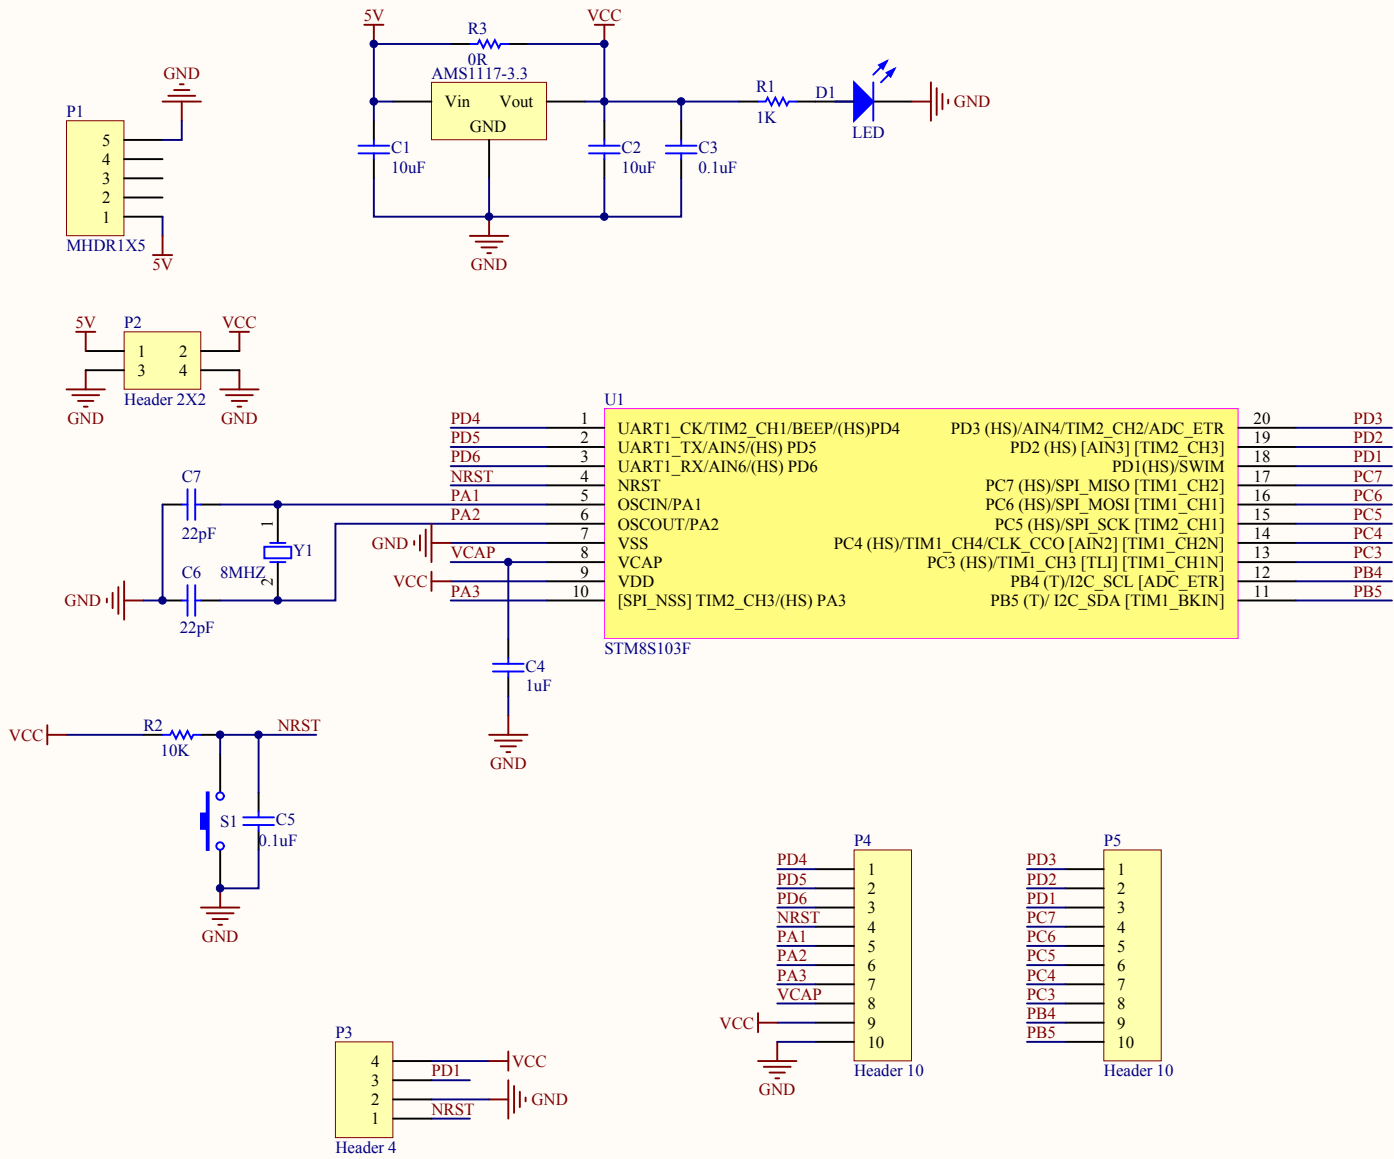 5V
R3
0R
VCC
AMS1117-3.3
Vin Vout
GND
C1
10uF
C2
10uF
C3
0.1uF
R1
1K
D1
LED
GND
GND
GND
P1
5
4
3
2
1
MHDR1X5
5V
5V
P2
VCC
1 2
3 4
Header 2X2
GND
GND
U1
PD4 1 UART1_CK/TIM2_CH1/BEEP/(HS)PD4
PD5 2 UART1_TX/AIN5/(HS) PD5
PD6 3 UART1_RX/AIN6/(HS) PD6
NRST 4 NRST
PA1 5 OSCIN/PA1
PA2 6 OSCOUT/PA2
GND 7 VSS
VCAP 8 VCAP
VCC 9 VDD
PA3 10 [SPI_NSS] TIM2_CH3/(HS) PA3
PD3 (HS)/AIN4/TIM2_CH2/ADC_ETR 20 PD3
PD2 (HS) [AIN3] [TIM2_CH3] 19 PD2
PD1(HS)/SWIM 18 PD1
PC7 (HS)/SPI_MISO [TIM1_CH2] 17 PC7
PC6 (HS)/SPI_MOSI [TIM1_CH1] 16 PC6
PC5 (HS)/SPI_SCK [TIM2_CH1] 15 PC5
PC4 (HS)/TIM1_CH4/CLK_CCO [AIN2] [TIM1_CH2N] 14 PC4
PC3 (HS)/TIM1_CH3 [TLI] [TIM1_CH1N] 13 PC3
PB4 (T)/I2C_SCL [ADC_ETR] 12 PB4
PB5 (T)/ I2C_SDA [TIM1_BKIN] 11 PB5
STM8S103F
C7
22pF
1
Y1
8MHZ
2
C6
22pF
GND
C4
1uF
GND
VCC
R2
10K
NRST
S1
C5
0.1uF
GND
P3
4 VCC
3 PD1
2 GND
1 NRST
Header 4
P4
PD4 1
PD5 2
PD6 3
NRST 4
PA1 5
PA2 6
PA3 7
VCAP 8
VCC 9
10
GND
Header 10
P5
PD3 1
PD2 2
PD1 3
PC7 4
PC6 5
PC5 6
PC4 7
PC3 8
PB4 9
PB5 10
Header 10